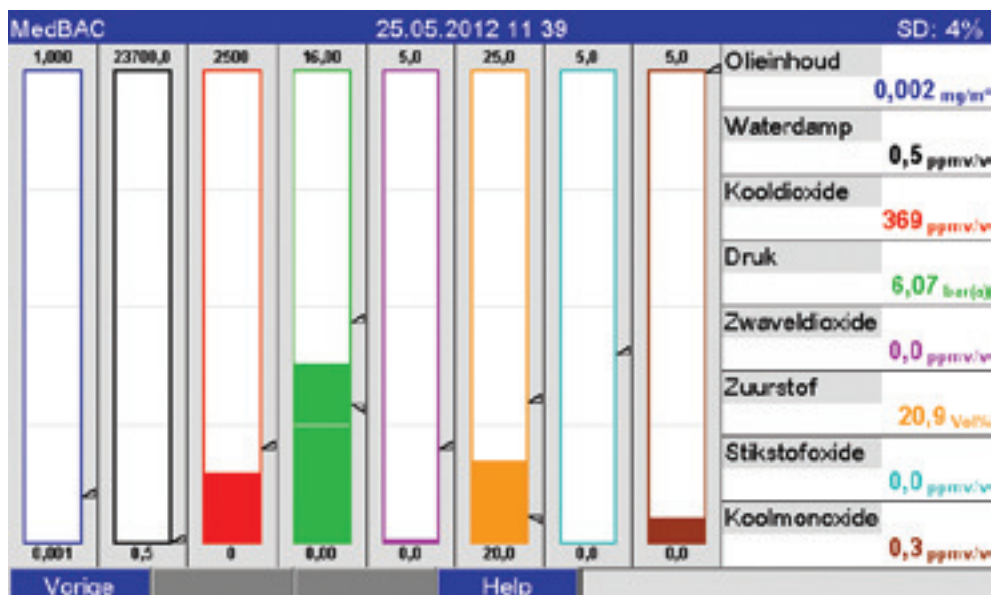 MedBAC 25.05.2012 11 39 SD: 4%
1,000 23700,0 2500 16,00 5,0 25,0 5,0 5,0
Olieinhoud
0,002 mg/m³
Waterdamp
0,5 ppmv/v
Kooldioxide
369 ppmv/v
Druk
6,07 bar(a)
Zwaveldioxide
0,0 ppmv/v
Zuurstof
20,9 Vol%
Stikstofoxide
0,0 ppmv/v
Koolmonoxide
0,3 ppmv/v
0,001 0,5 0 0,00 0,0 20,0 0,0 0,0
Vorige Help